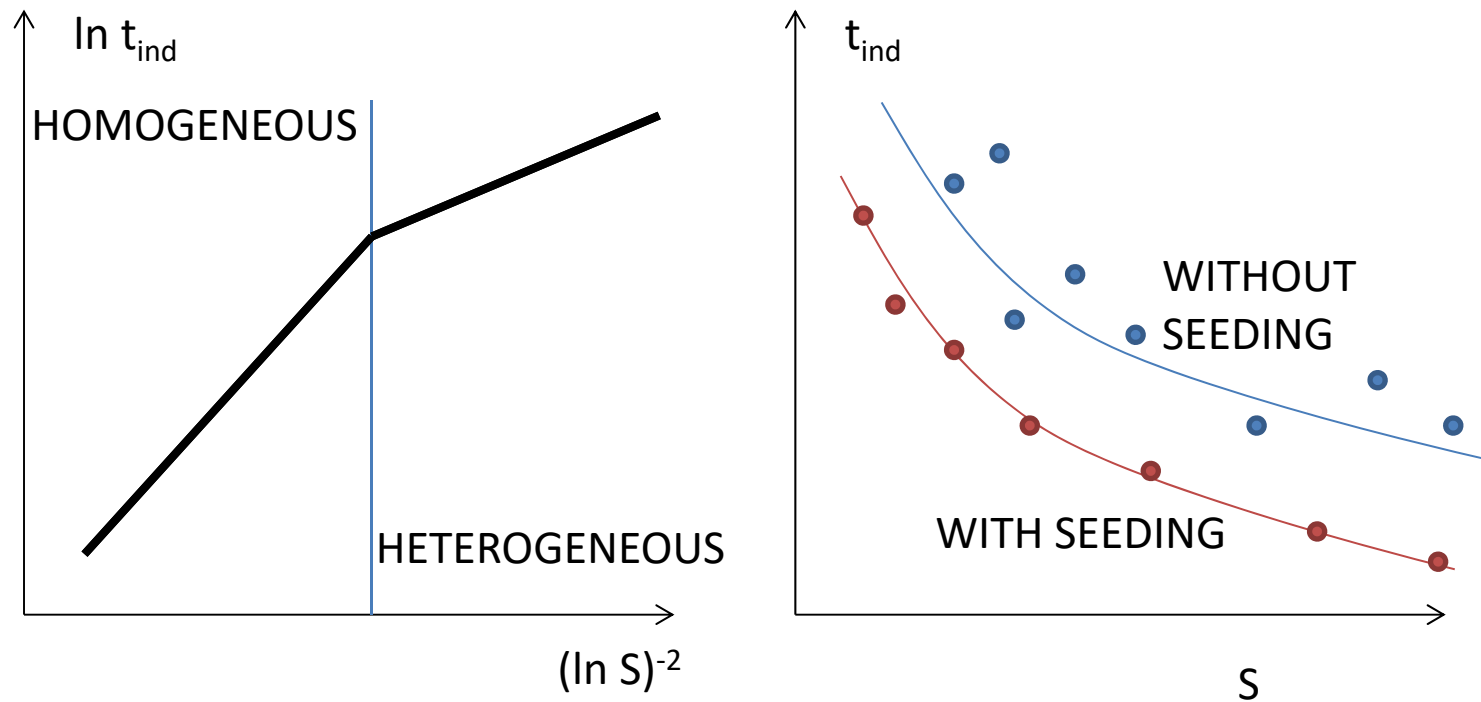 ln t_ind
HOMOGENEOUS
HETEROGENEOUS
(ln S)^-2
t_ind
WITHOUT
SEEDING
WITH SEEDING
S